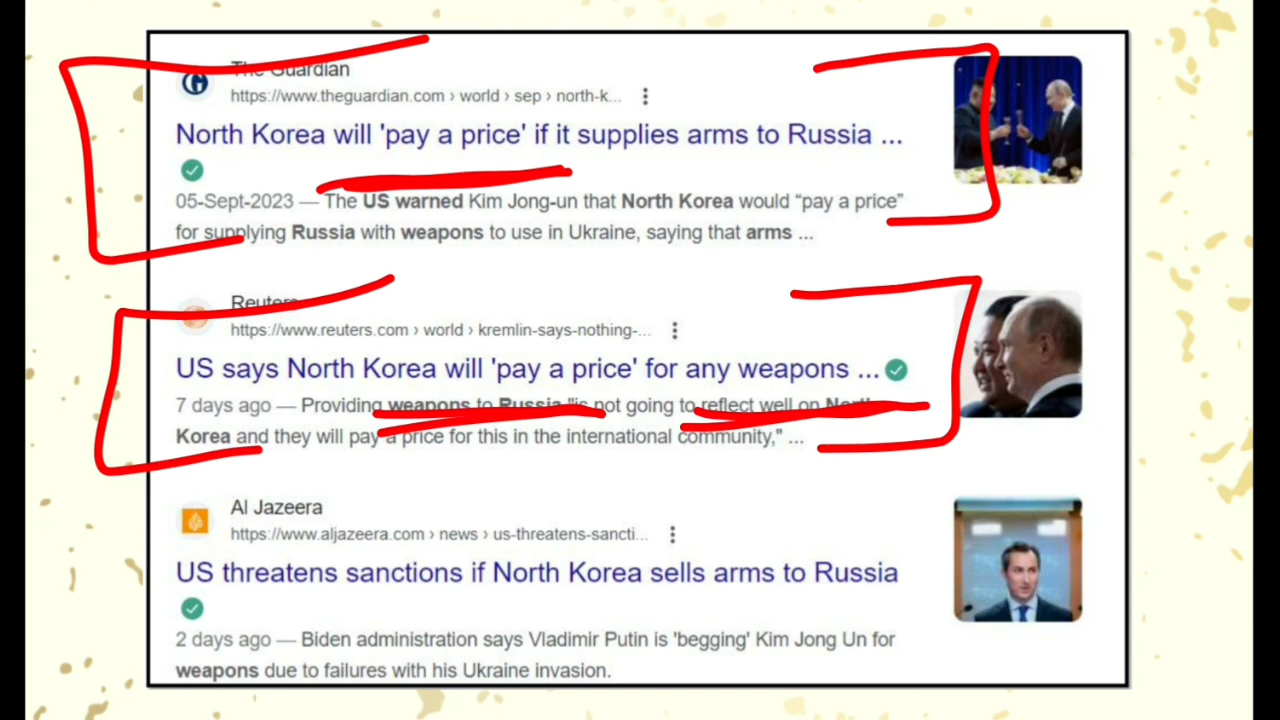 The Guardian
https://www.theguardian.com › world › sep › north-k...
North Korea will 'pay a price' if it supplies arms to Russia ...
05-Sept-2023 — The US warned Kim Jong-un that North Korea would “pay a price”
for supplying Russia with weapons to use in Ukraine, saying that arms ...
Reuters
https://www.reuters.com › world › kremlin-says-nothing-...
US says North Korea will 'pay a price' for any weapons ...
7 days ago — Providing weapons to Russia "is not going to reflect well on North
Korea and they will pay a price for this in the international community," ...
Al Jazeera
https://www.aljazeera.com › news › us-threatens-sancti...
US threatens sanctions if North Korea sells arms to Russia
2 days ago — Biden administration says Vladimir Putin is 'begging' Kim Jong Un for
weapons due to failures with his Ukraine invasion.